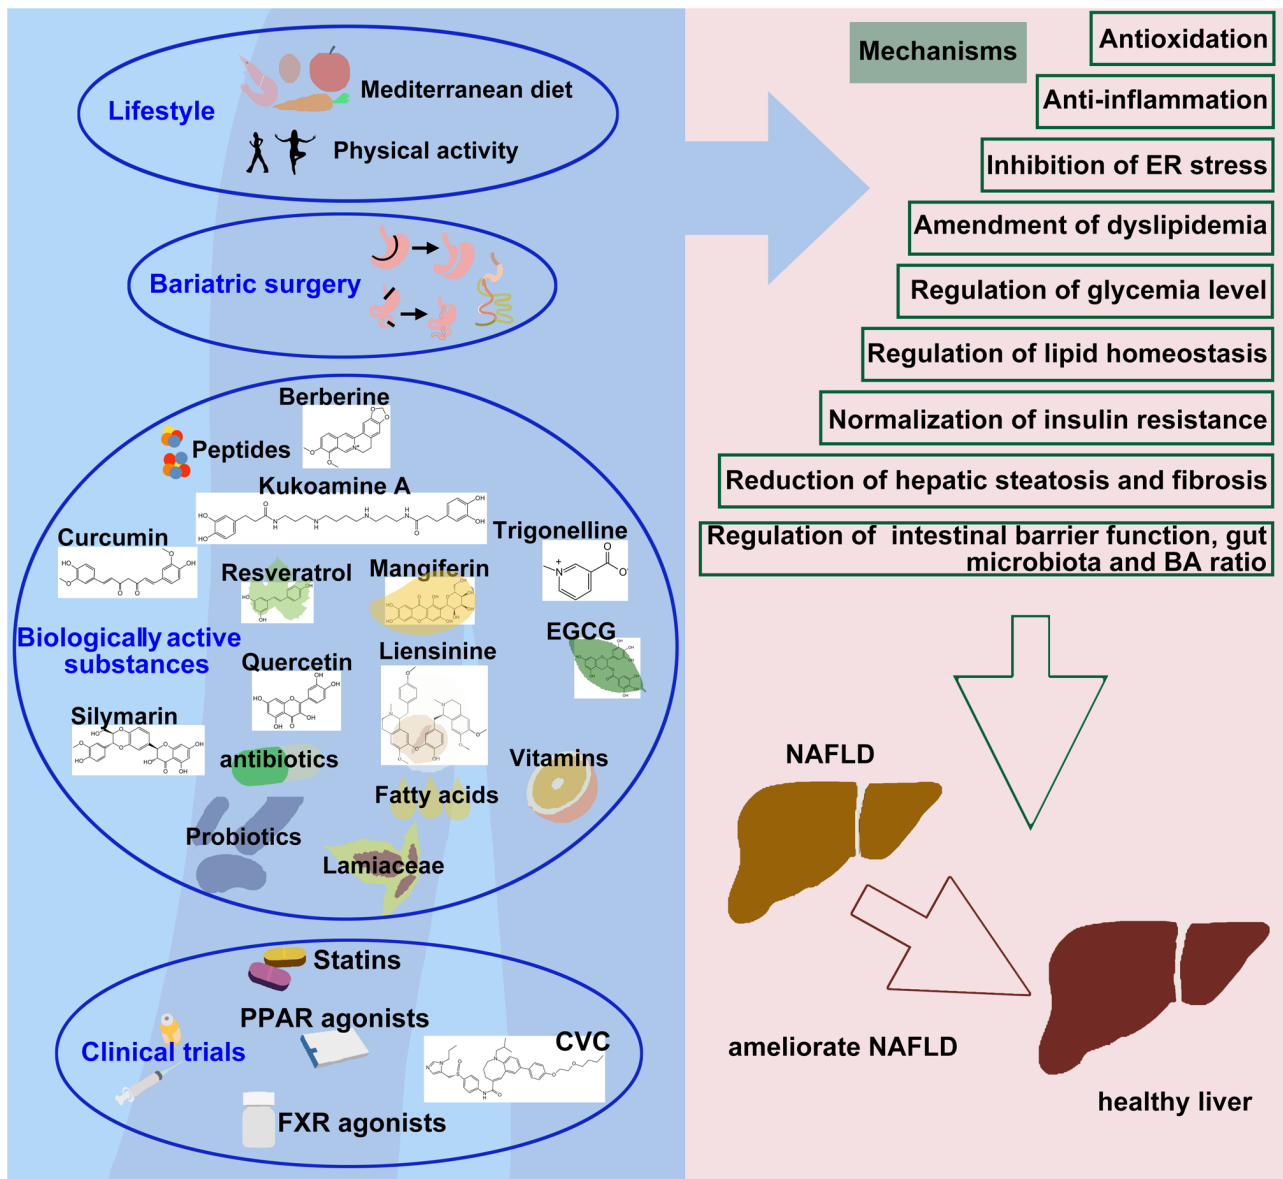 Lifestyle
Mediterranean diet
Physical activity
Bariatric surgery
Berberine
Peptides
Kukoamine A
Curcumin
Trigonelline
Resveratrol
Mangiferin
Biologically active
substances
EGCG
Quercetin
Liensinine
Silymarin
antibiotics
Vitamins
Fatty acids
Probiotics
Lamiaceae
Statins
PPAR agonists
Clinical trials
CVC
FXR agonists
Mechanisms
Antioxidation
Anti-inflammation
Inhibition of ER stress
Amendment of dyslipidemia
Regulation of glycemia level
Regulation of lipid homeostasis
Normalization of insulin resistance
Reduction of hepatic steatosis and fibrosis
Regulation of intestinal barrier function, gut
microbiota and BA ratio
NAFLD
ameliorate NAFLD
healthy liver